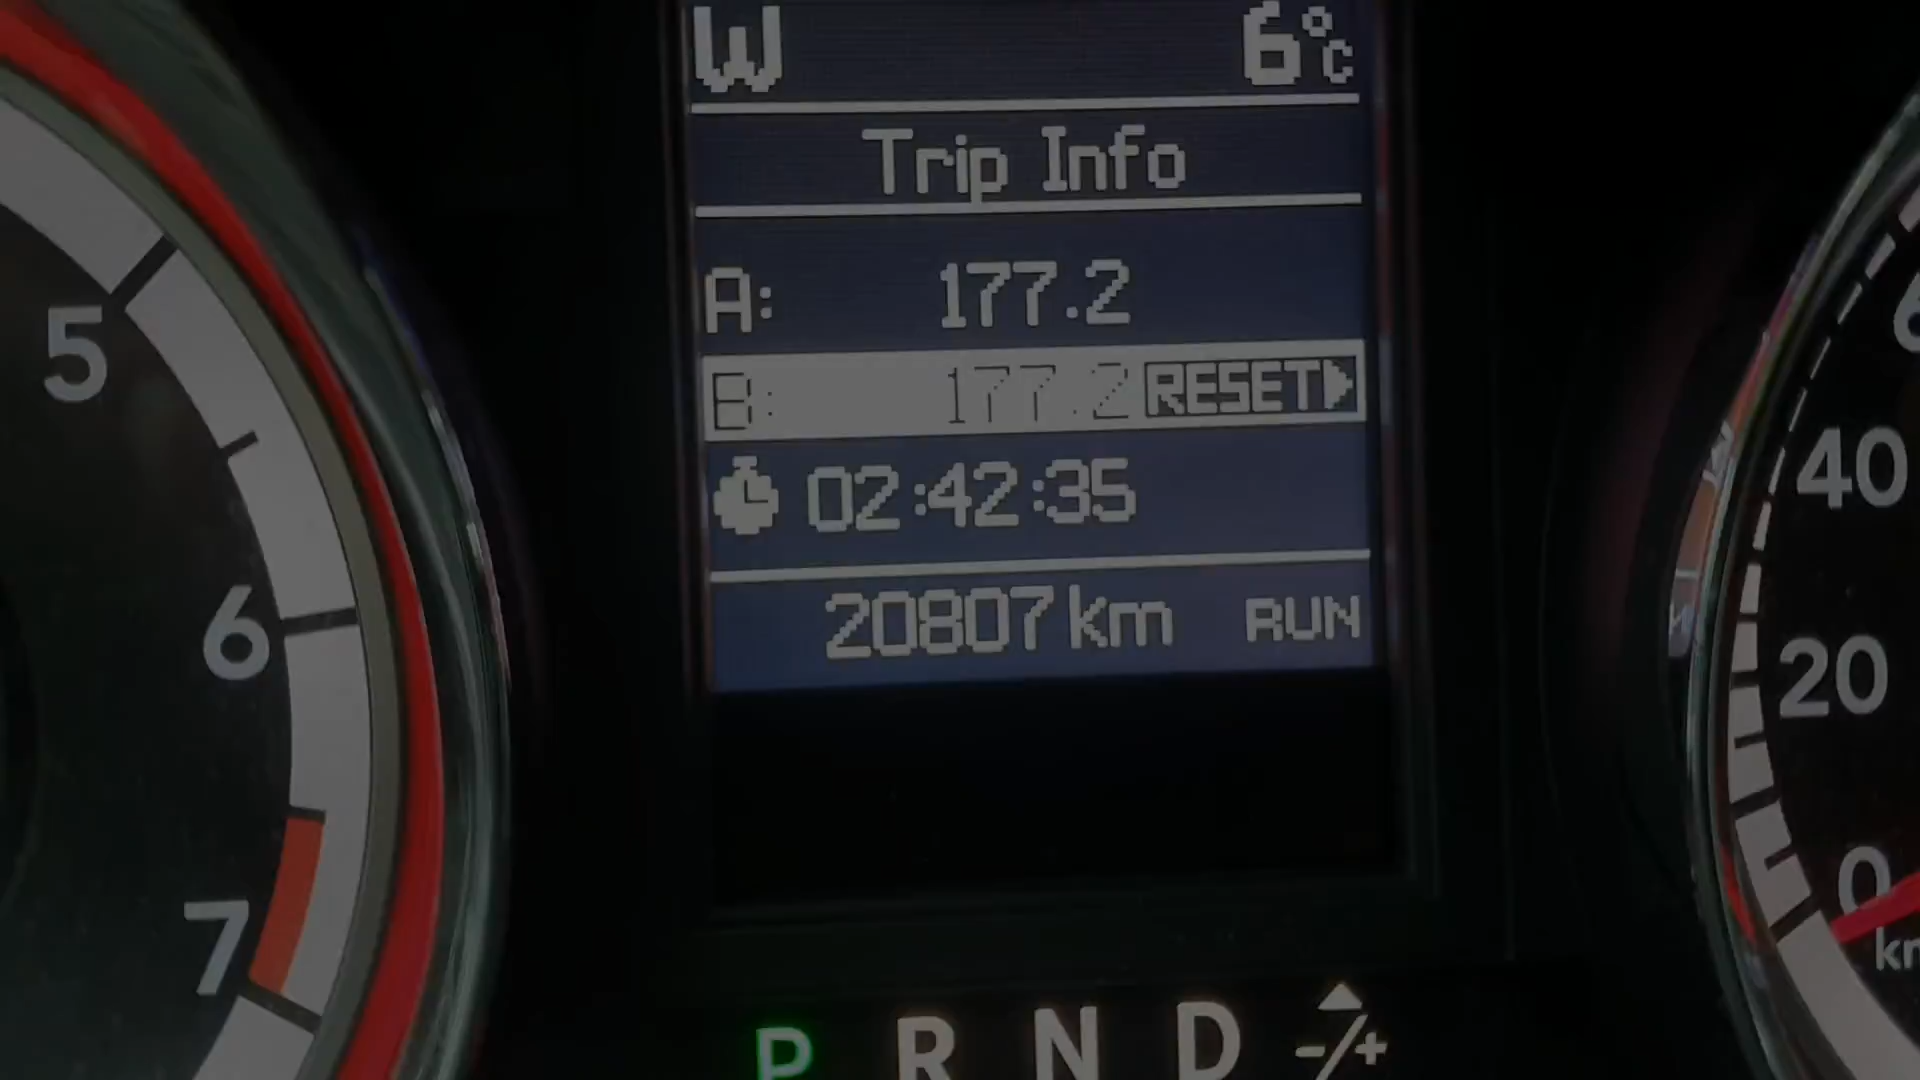 W 6°C
Trip Info
A: 177.2
B: 177.2 RESET
02:42:35
20807 km RUN
5
6
7
40
20
0
P R N D -/+